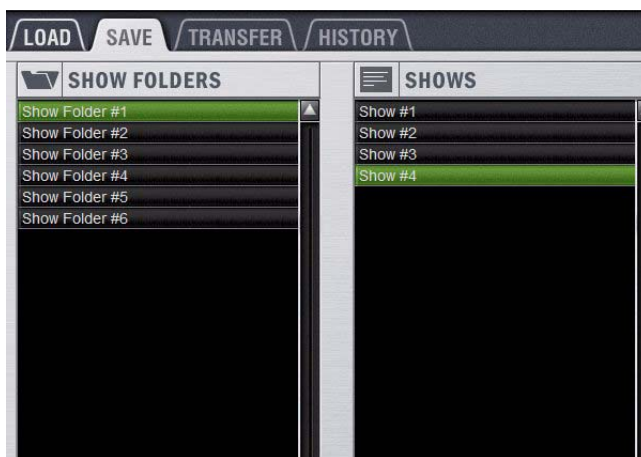 LOAD SAVE TRANSFER HISTORY
SHOW FOLDERS
Show Folder #1
Show Folder #2
Show Folder #3
Show Folder #4
Show Folder #5
Show Folder #6
SHOWS
Show #1
Show #2
Show #3
Show #4